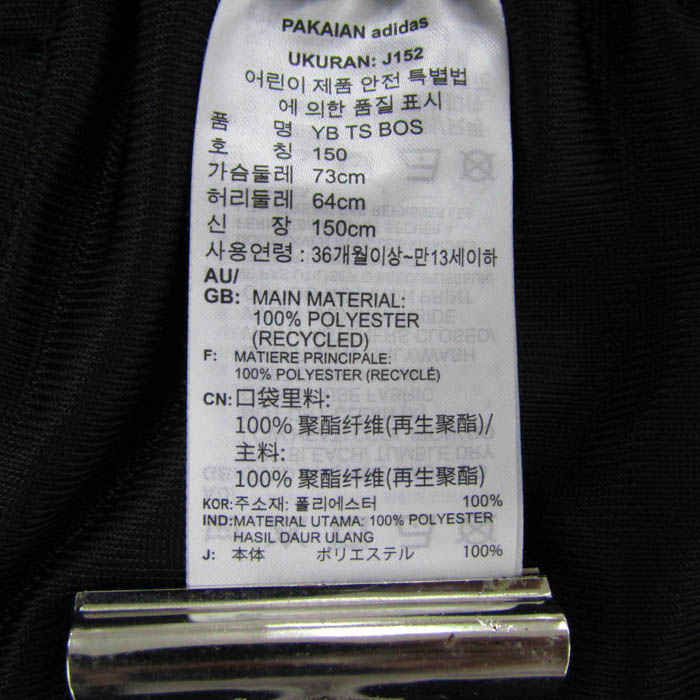 PAKAIAN adidas
UKURAN: J152
어린이 제품 안전 특별법
에 의한 품질 표시
품 명 YB TS BOS
호 칭 150
가슴둘레 73cm
허리둘레 64cm
신 장 150cm
사용연령 : 36개월이상~만13세이하
AU/
GB: MAIN MATERIAL:
100% POLYESTER
(RECYCLED)
F: MATIERE PRINCIPALE:
100% POLYESTER (RECYCLÉ)
CN: 口袋里料:
100% 聚酯纤维(再生聚酯)/
主料:
100% 聚酯纤维(再生聚酯)
KOR: 주소재: 폴리에스터 100%
IND: MATERIAL UTAMA: 100% POLYESTER
HASIL DAUR ULANG
J: 本体 ポリエステル 100%